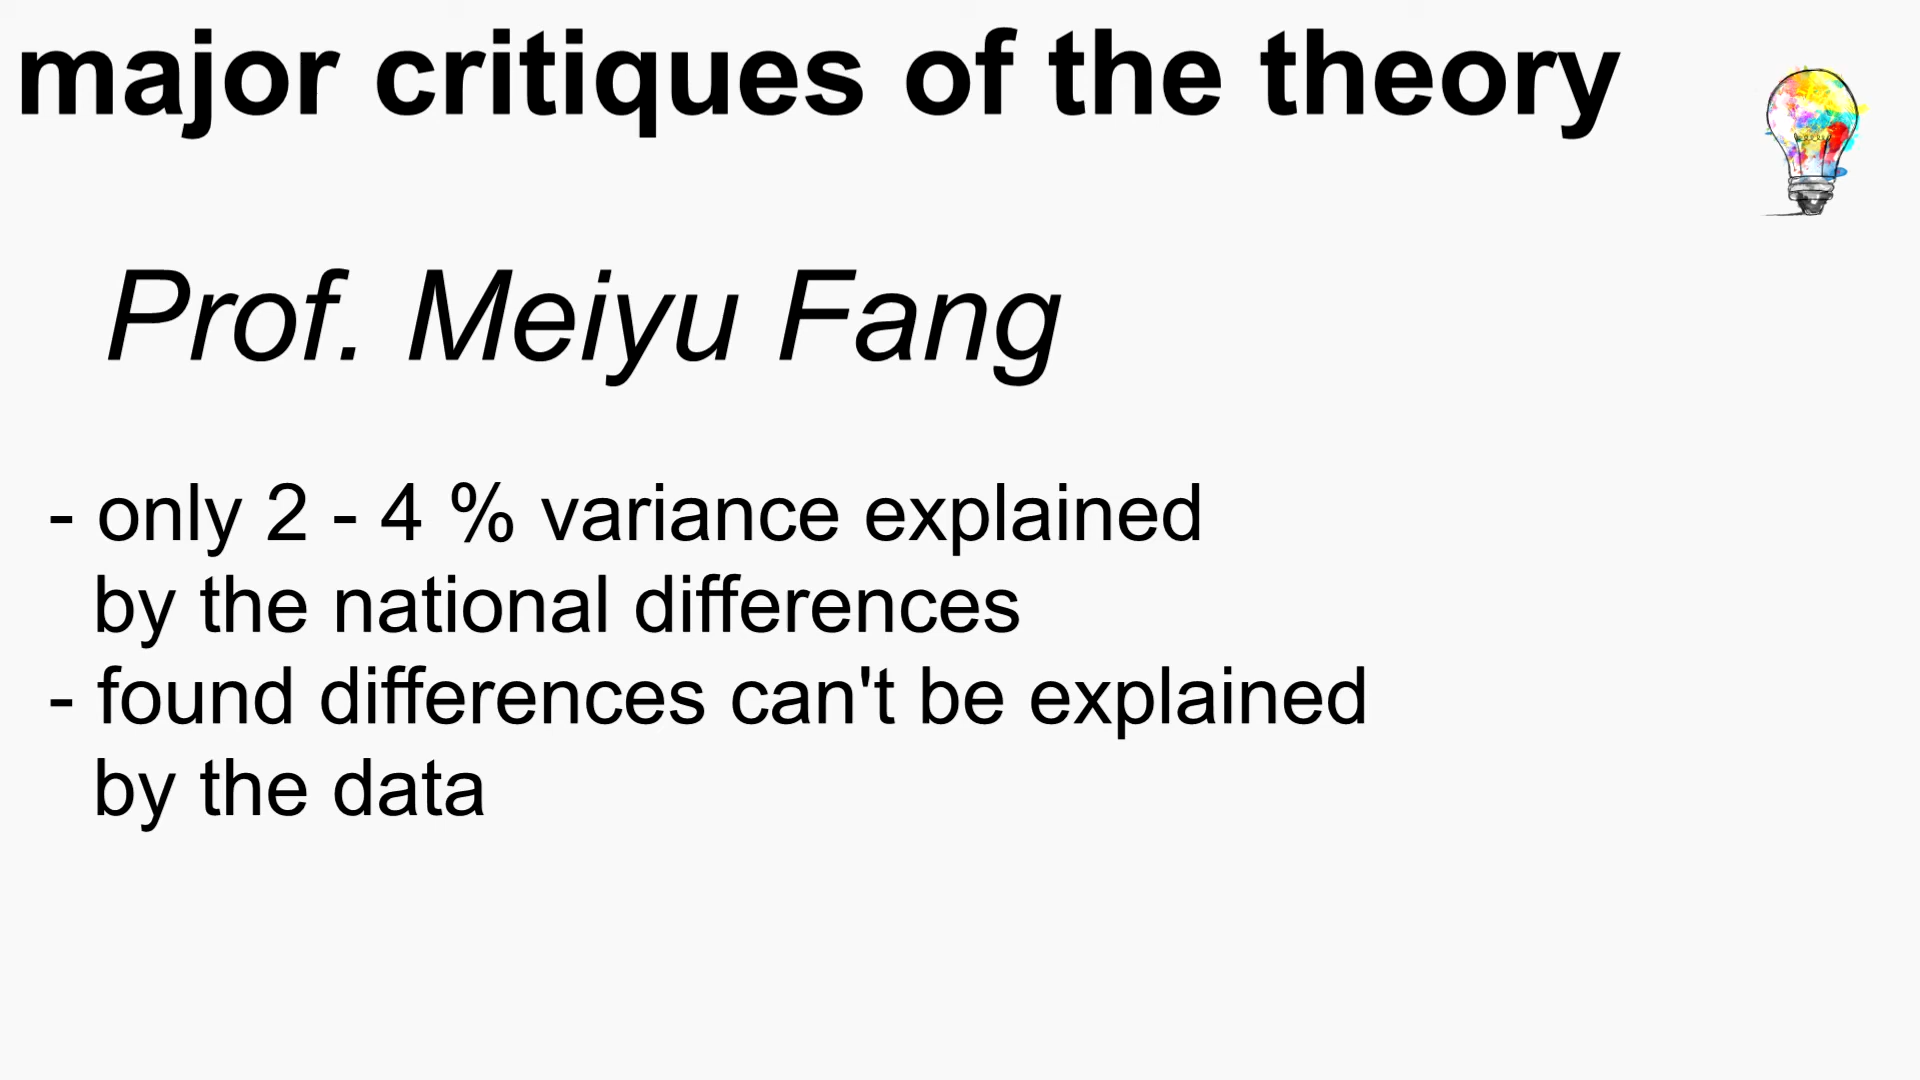 major critiques of the theory
Prof. Meiyu Fang
- only 2 - 4 % variance explained
by the national differences
- found differences can't be explained
by the data